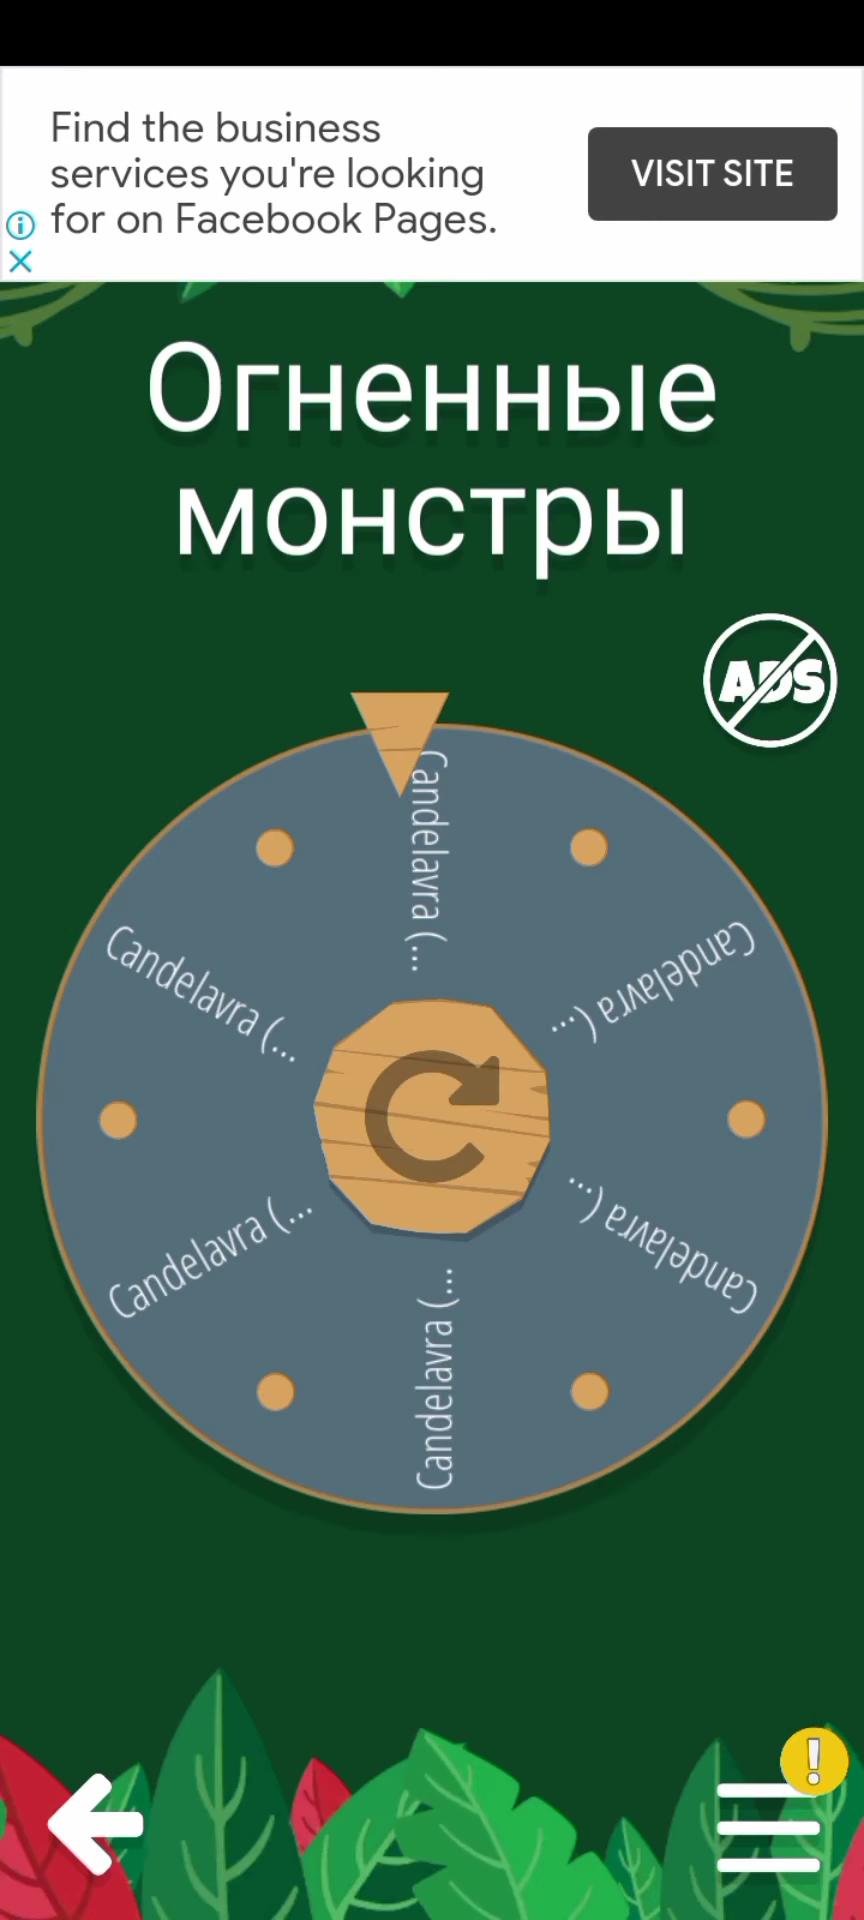 Find the business
services you're looking
for on Facebook Pages.
VISIT SITE
Огненные
монстры
ADS
Candelavra (...
Candelavra (...
Candelavra (...
Candelavra (...
Candelavra (...
Candelavra (...
!